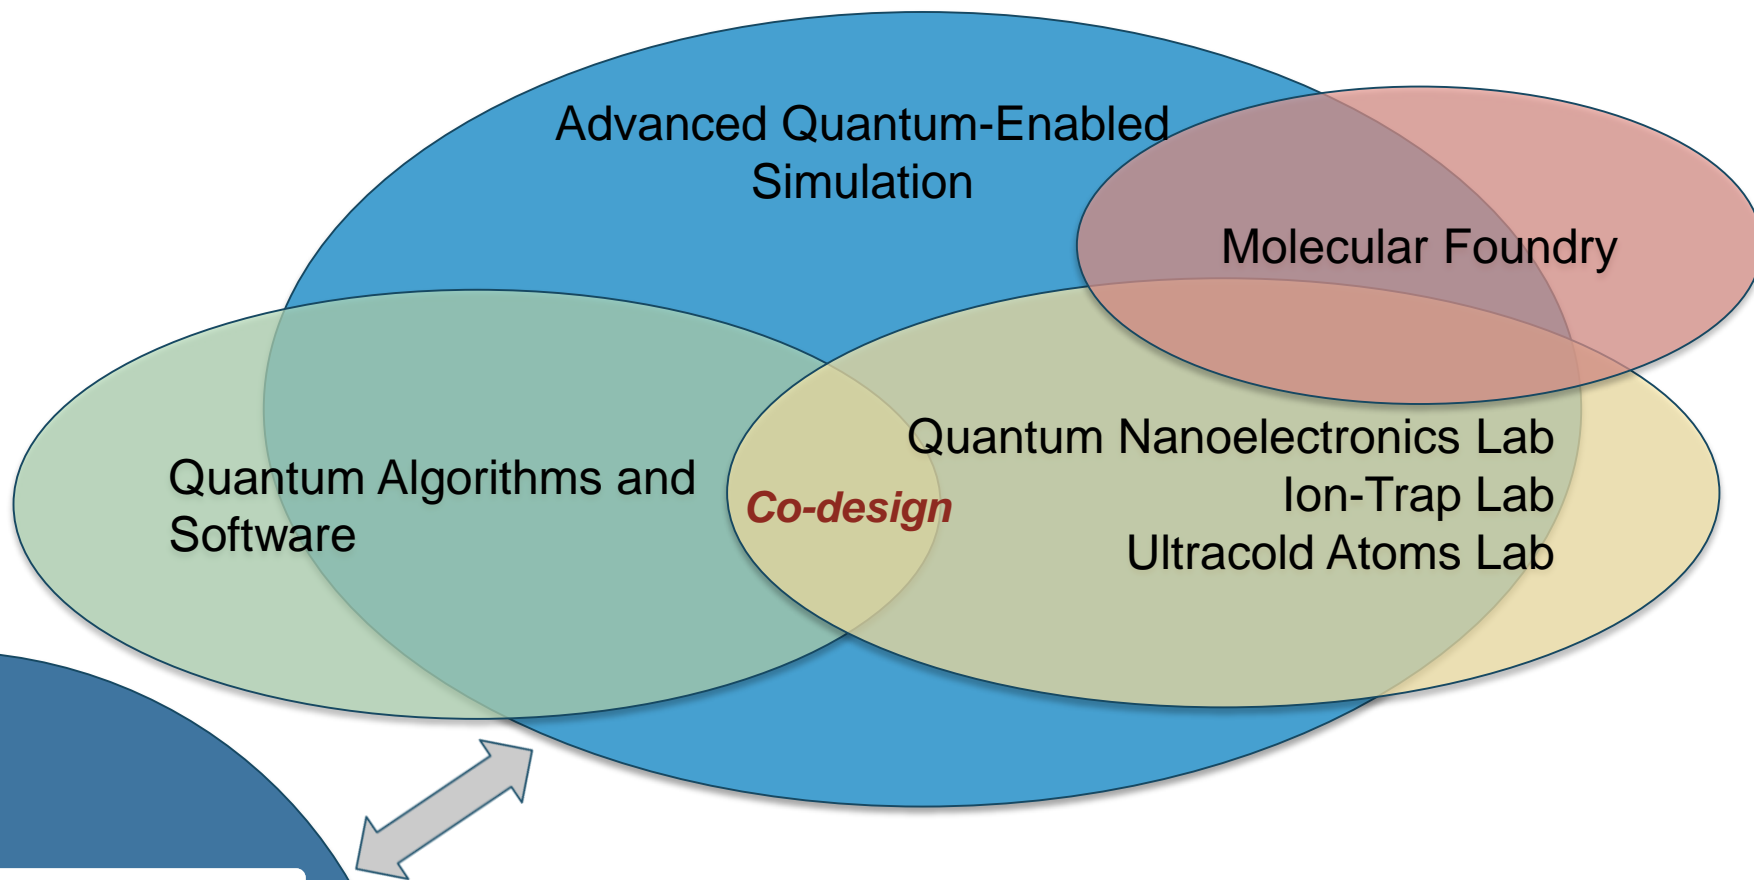 Advanced Quantum-Enabled
Simulation
Molecular Foundry
Quantum Algorithms and
Software
Co-design
Quantum Nanoelectronics Lab
Ion-Trap Lab
Ultracold Atoms Lab